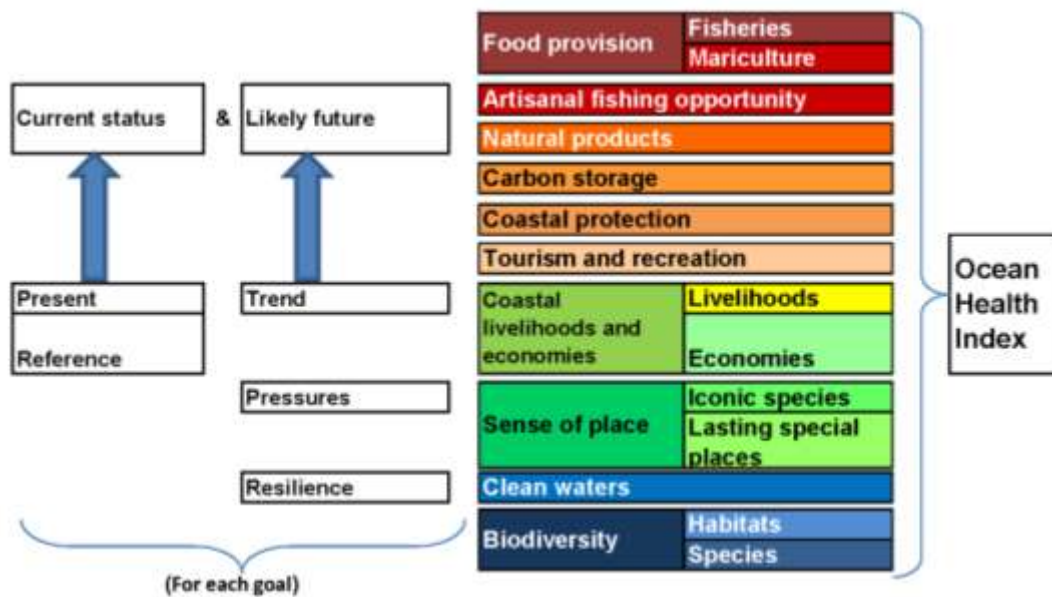 Current status
&
Likely future
Present
Reference
Trend
Pressures
Resilience
(For each goal)
Food provision
Fisheries
Mariculture
Artisanal fishing opportunity
Natural products
Carbon storage
Coastal protection
Tourism and recreation
Coastal
livelihoods and
economies
Livelihoods
Economies
Sense of place
Iconic species
Lasting special
places
Clean waters
Biodiversity
Habitats
Species
Ocean
Health
Index